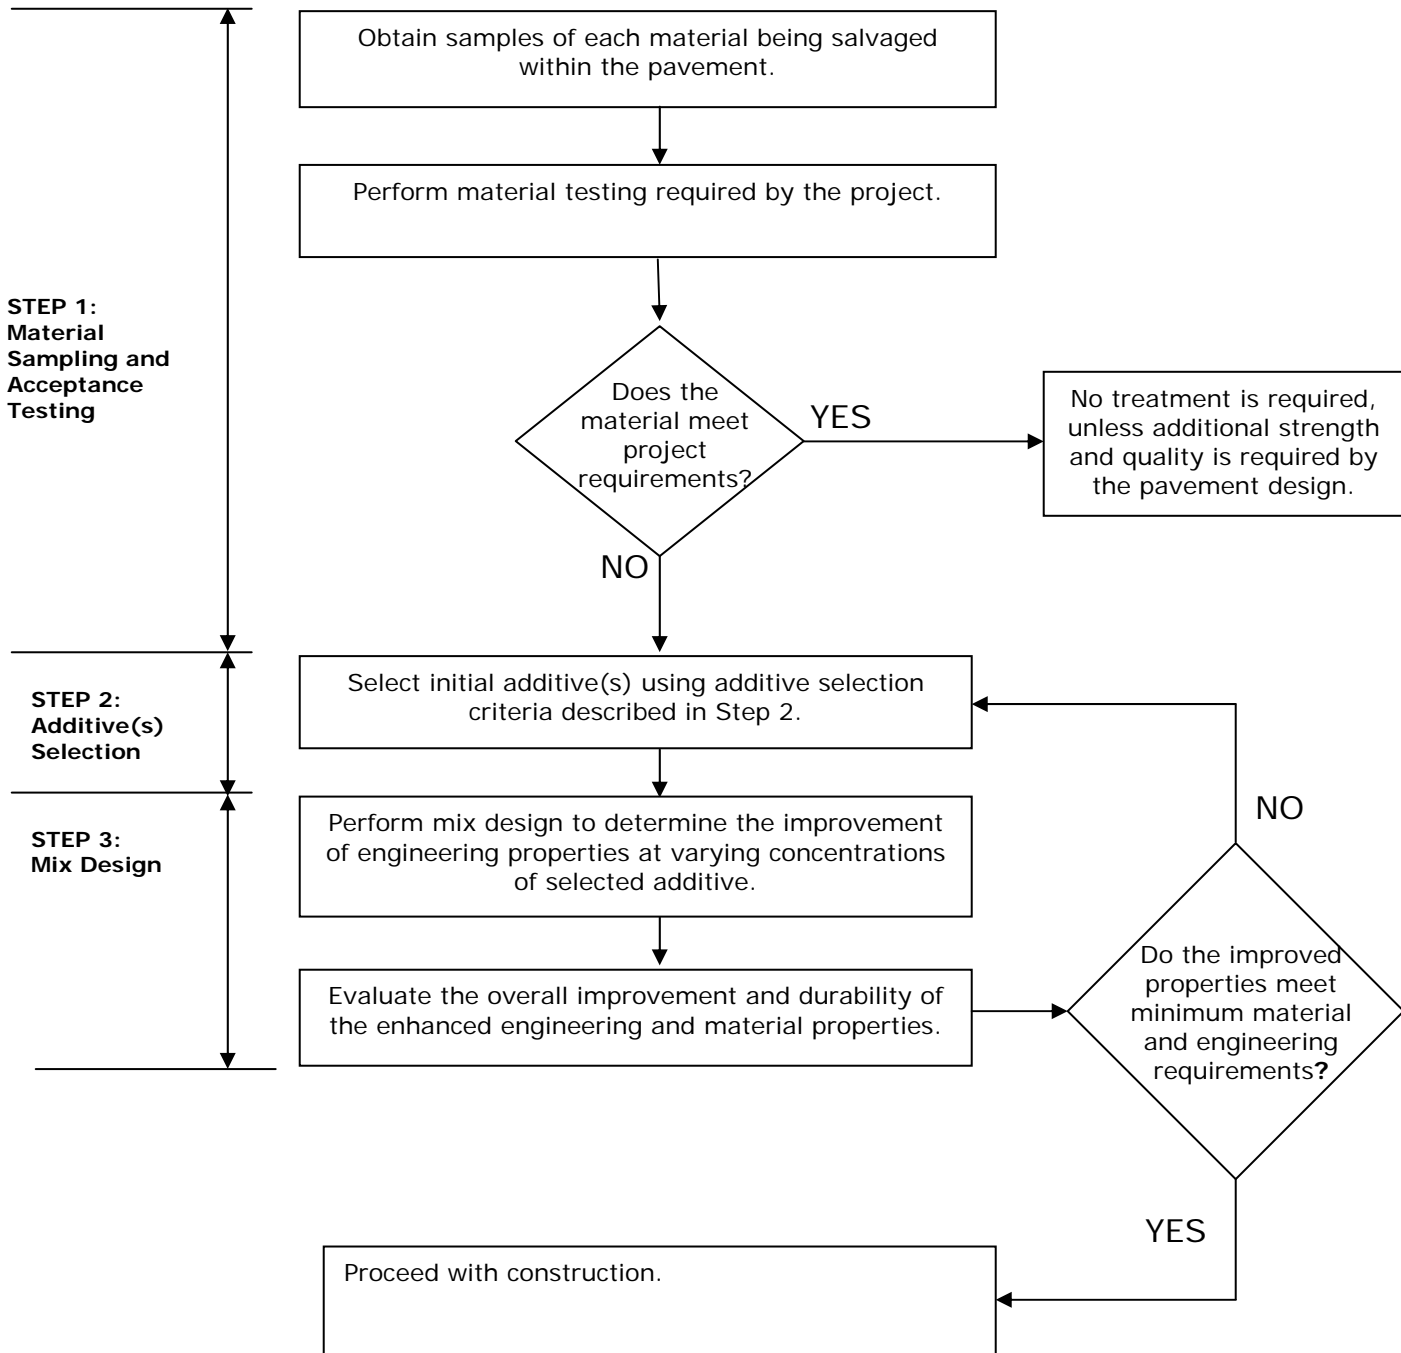 Obtain samples of each material being salvaged
within the pavement.
Perform material testing required by the project.
STEP 1:
Material
Sampling and
Acceptance
Testing
Does the
material meet
project
requirements?
YES
No treatment is required,
unless additional strength
and quality is required by
the pavement design.
NO
STEP 2:
Additive(s)
Selection
Select initial additive(s) using additive selection
criteria described in Step 2.
STEP 3:
Mix Design
Perform mix design to determine the improvement
of engineering properties at varying concentrations
of selected additive.
NO
Evaluate the overall improvement and durability of
the enhanced engineering and material properties.
Do the improved
properties meet
minimum material
and engineering
requirements?
YES
Proceed with construction.